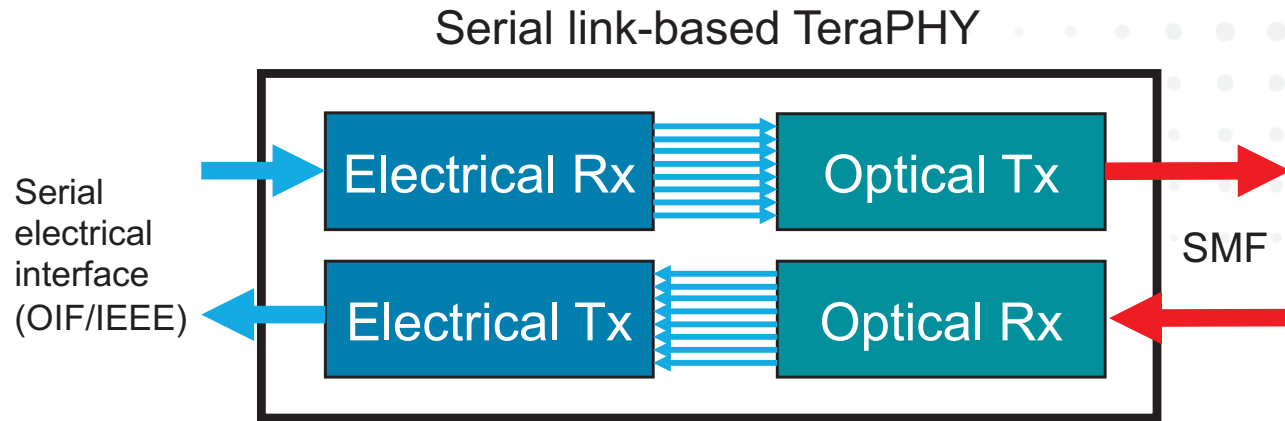 Serial link-based TeraPHY
Electrical Rx
Optical Tx
Serial
electrical
interface
(OIF/IEEE)
SMF
Electrical Tx
Optical Rx